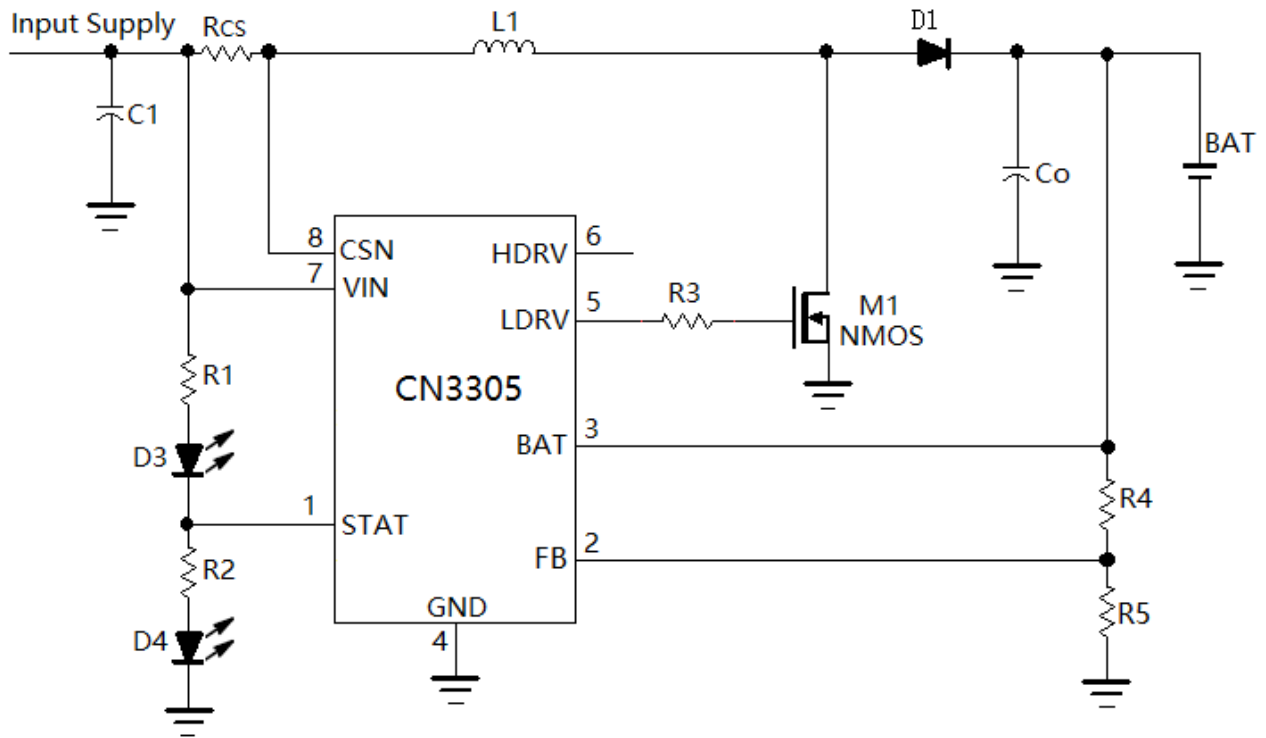 Input Supply
RCS
L1
D1
C1
Co
BAT
8
CSN
HDRV
6
7
VIN
LDRV
5
R3
M1
NMOS
R1
CN3305
D3
BAT
3
R4
1
STAT
FB
2
R2
R5
GND
4
D4